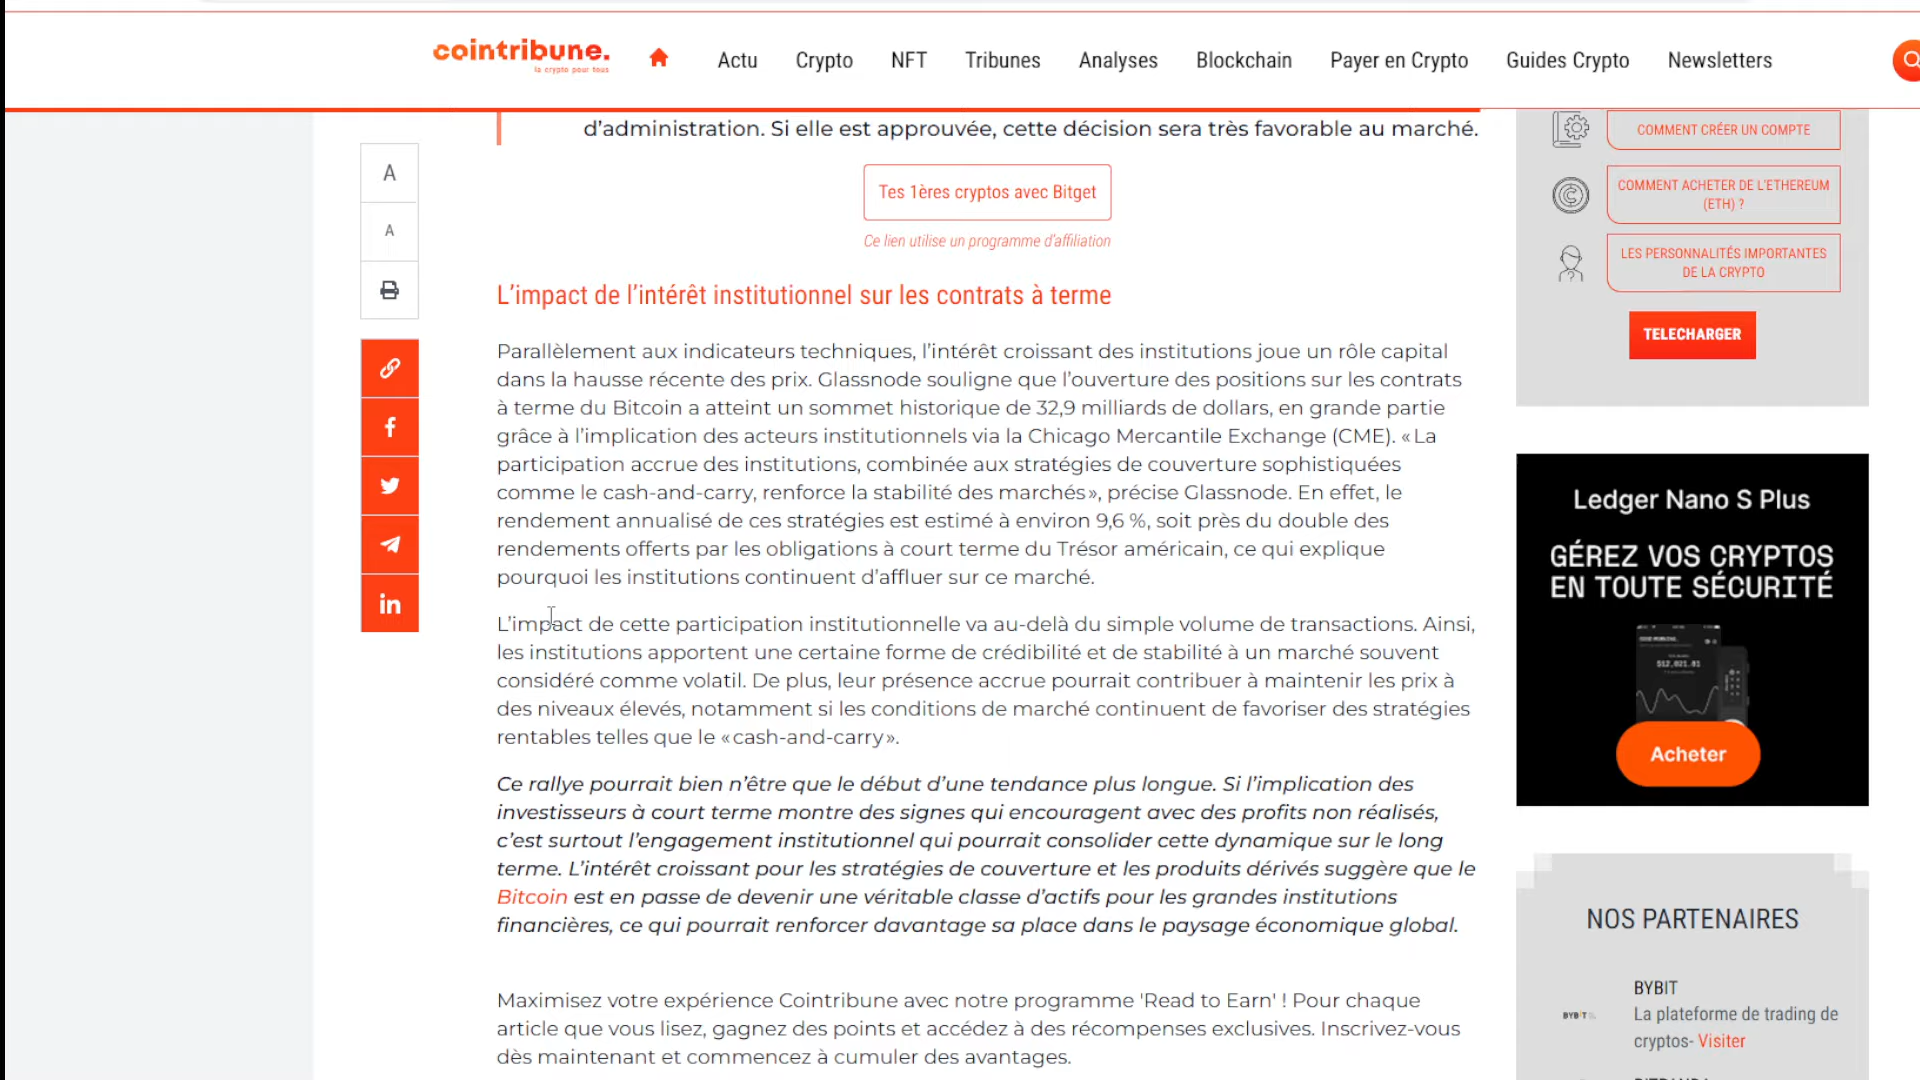 cointribune.
la crypto pour tous
Actu
Crypto
NFT
Tribunes
Analyses
Blockchain
Payer en Crypto
Guides Crypto
Newsletters
A
A
d’administration. Si elle est approuvée, cette décision sera très favorable au marché.
Tes 1ères cryptos avec Bitget
Ce lien utilise un programme d’affiliation
L’impact de l’intérêt institutionnel sur les contrats à terme
Parallèlement aux indicateurs techniques, l’intérêt croissant des institutions joue un rôle capital
dans la hausse récente des prix. Glassnode souligne que l’ouverture des positions sur les contrats
à terme du Bitcoin a atteint un sommet historique de 32,9 milliards de dollars, en grande partie
grâce à l’implication des acteurs institutionnels via la Chicago Mercantile Exchange (CME). « La
participation accrue des institutions, combinée aux stratégies de couverture sophistiquées
comme le cash-and-carry, renforce la stabilité des marchés », précise Glassnode. En effet, le
rendement annualisé de ces stratégies est estimé à environ 9,6 %, soit près du double des
rendements offerts par les obligations à court terme du Trésor américain, ce qui explique
pourquoi les institutions continuent d’affluer sur ce marché.
L’impact de cette participation institutionnelle va au-delà du simple volume de transactions. Ainsi,
les institutions apportent une certaine forme de crédibilité et de stabilité à un marché souvent
considéré comme volatil. De plus, leur présence accrue pourrait contribuer à maintenir les prix à
des niveaux élevés, notamment si les conditions de marché continuent de favoriser des stratégies
rentables telles que le « cash-and-carry ».
Ce rallye pourrait bien n’être que le début d’une tendance plus longue. Si l’implication des
investisseurs à court terme montre des signes qui encouragent avec des profits non réalisés,
c’est surtout l’engagement institutionnel qui pourrait consolider cette dynamique sur le long
terme. L’intérêt croissant pour les stratégies de couverture et les produits dérivés suggère que le
Bitcoin est en passe de devenir une véritable classe d’actifs pour les grandes institutions
financières, ce qui pourrait renforcer davantage sa place dans le paysage économique global.
Maximisez votre expérience Cointribune avec notre programme 'Read to Earn' ! Pour chaque
article que vous lisez, gagnez des points et accédez à des récompenses exclusives. Inscrivez-vous
dès maintenant et commencez à cumuler des avantages.
COMMENT CRÉER UN COMPTE
COMMENT ACHETER DE L'ETHEREUM
(ETH) ?
LES PERSONNALITÉS IMPORTANTES
DE LA CRYPTO
TELECHARGER
Ledger Nano S Plus
GÉREZ VOS CRYPTOS
EN TOUTE SÉCURITÉ
$12,021.01
Acheter
NOS PARTENAIRES
BYBIT
BYBIT
La plateforme de trading de
cryptos- Visiter